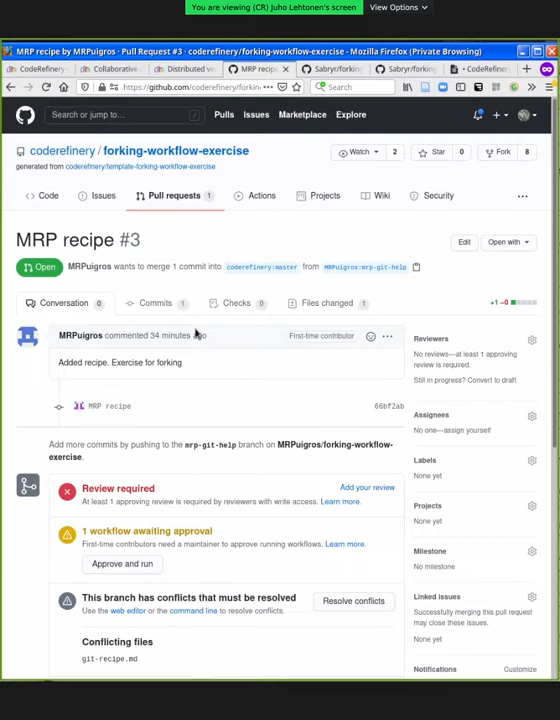 You are viewing (CR) Juho Lehtonen's screen View Options
MRP recipe by MRPuigros · Pull Request #3 · coderefinery/forking-workflow-exercise - Mozilla Firefox (Private Browsing)
CodeRefinery Collaborative Distributed v MRP recipe Sabryr/forking Sabryr/forking • CodeRefiner
https://github.com/coderefinery/forkin Search
Search or jump to… / Pulls Issues Marketplace Explore
coderefinery / forking-workflow-exercise
Watch 2 Star 0 Fork 8
generated from coderefinery/template-forking-workflow-exercise
Code Issues Pull requests 1 Actions Projects Wiki Security …
MRP recipe #3
Edit Open with
Open MRPuigros wants to merge 1 commit into coderefinery:master from MRPuigros:mrp-git-help
Conversation 0 Commits 1 Checks 0 Files changed 1 +1 −0
MRPuigros commented 34 minutes ago First-time contributor
Added recipe. Exercise for forking
MRP recipe 66bf2ab
Add more commits by pushing to the mrp-git-help branch on MRPuigros/forking-workflow-
exercise.
Review required Add your review
At least 1 approving review is required by reviewers with write access. Learn more.
1 workflow awaiting approval
First-time contributors need a maintainer to approve running workflows. Learn more.
Approve and run
This branch has conflicts that must be resolved
Use the web editor or the command line to resolve conflicts.
Resolve conflicts
Conflicting files
git-recipe.md
Reviewers
No reviews—at least 1 approving
review is required.
Still in progress? Convert to draft
Assignees
No one—assign yourself
Labels
None yet
Projects
None yet
Milestone
No milestone
Linked issues
Successfully merging this pull request
may close these issues.
None yet
Notifications Customize